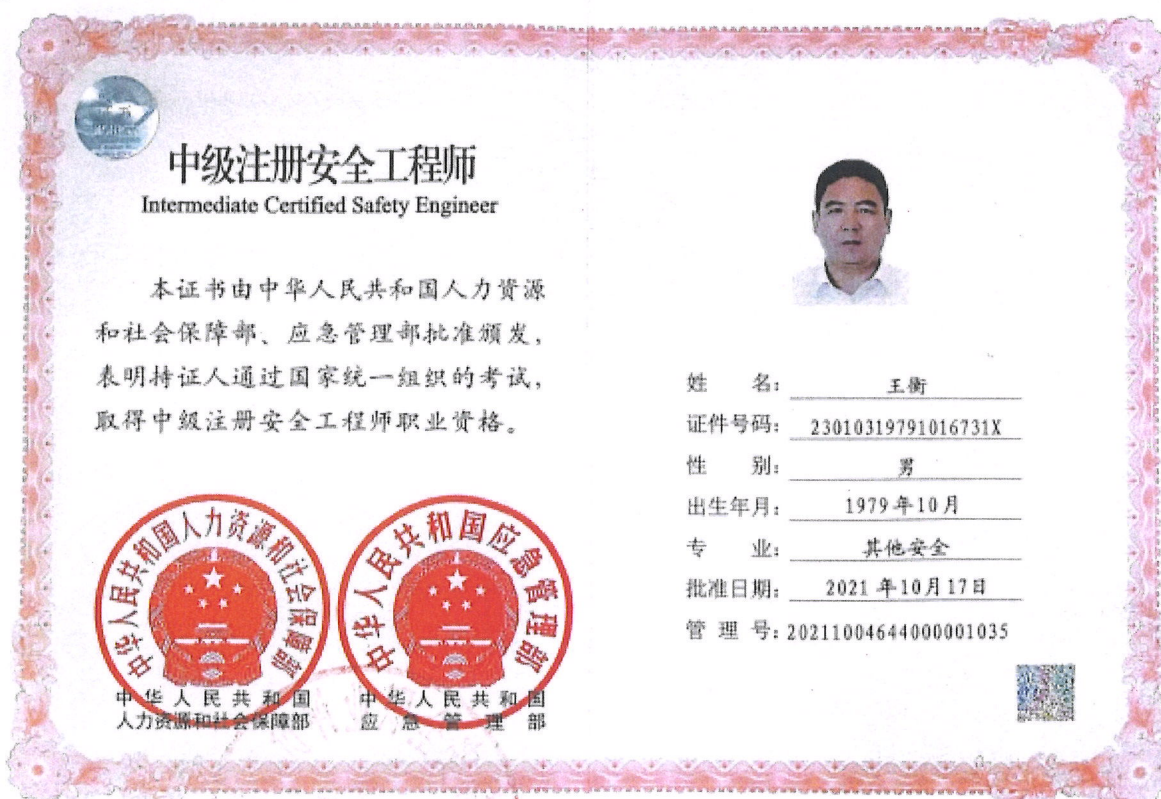 中级注册安全工程师
Intermediate Certified Safety Engineer
本证书由中华人民共和国人力资源
和社会保障部、应急管理部批准颁发，
表明持证人通过国家统一组织的考试，
取得中级注册安全工程师职业资格。
中华人民共和国人力资源和社会保障部
中华人民共和国应急管理部
中华人民共和国
人力资源和社会保障部
中华人民共和国
应急管理部
姓 名：王衡
证件号码：23010319791016731X
性 别：男
出生年月：1979年10月
专 业：其他安全
批准日期：2021年10月17日
管 理 号：20211004644000001035